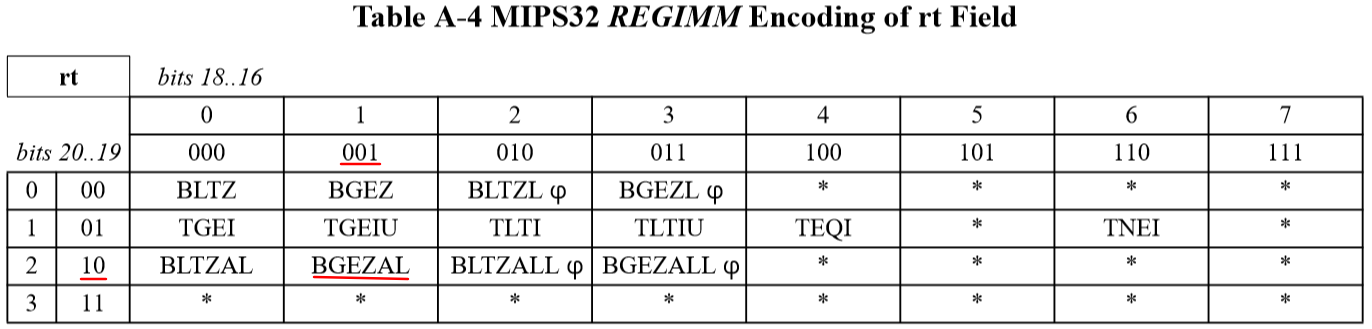 Table A-4 MIPS32 REGIMM Encoding of rt Field
rt bits 18..16
0 1 2 3 4 5 6 7
bits 20..19 000 001 010 011 100 101 110 111
0 00 BLTZ BGEZ BLTZL φ BGEZL φ * * * *
1 01 TGEI TGEIU TLTI TLTIU TEQI * TNEI *
2 10 BLTZAL BGEZAL BLTZALL φ BGEZALL φ * * * *
3 11 * * * * * * * *